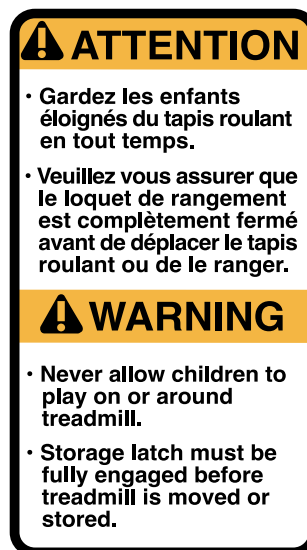 ATTENTION
• Gardez les enfants
éloignés du tapis roulant
en tout temps.
• Veuillez vous assurer que
le loquet de rangement
est complètement fermé
avant de déplacer le tapis
roulant ou de le ranger.
WARNING
• Never allow children to
play on or around
treadmill.
• Storage latch must be
fully engaged before
treadmill is moved or
stored.